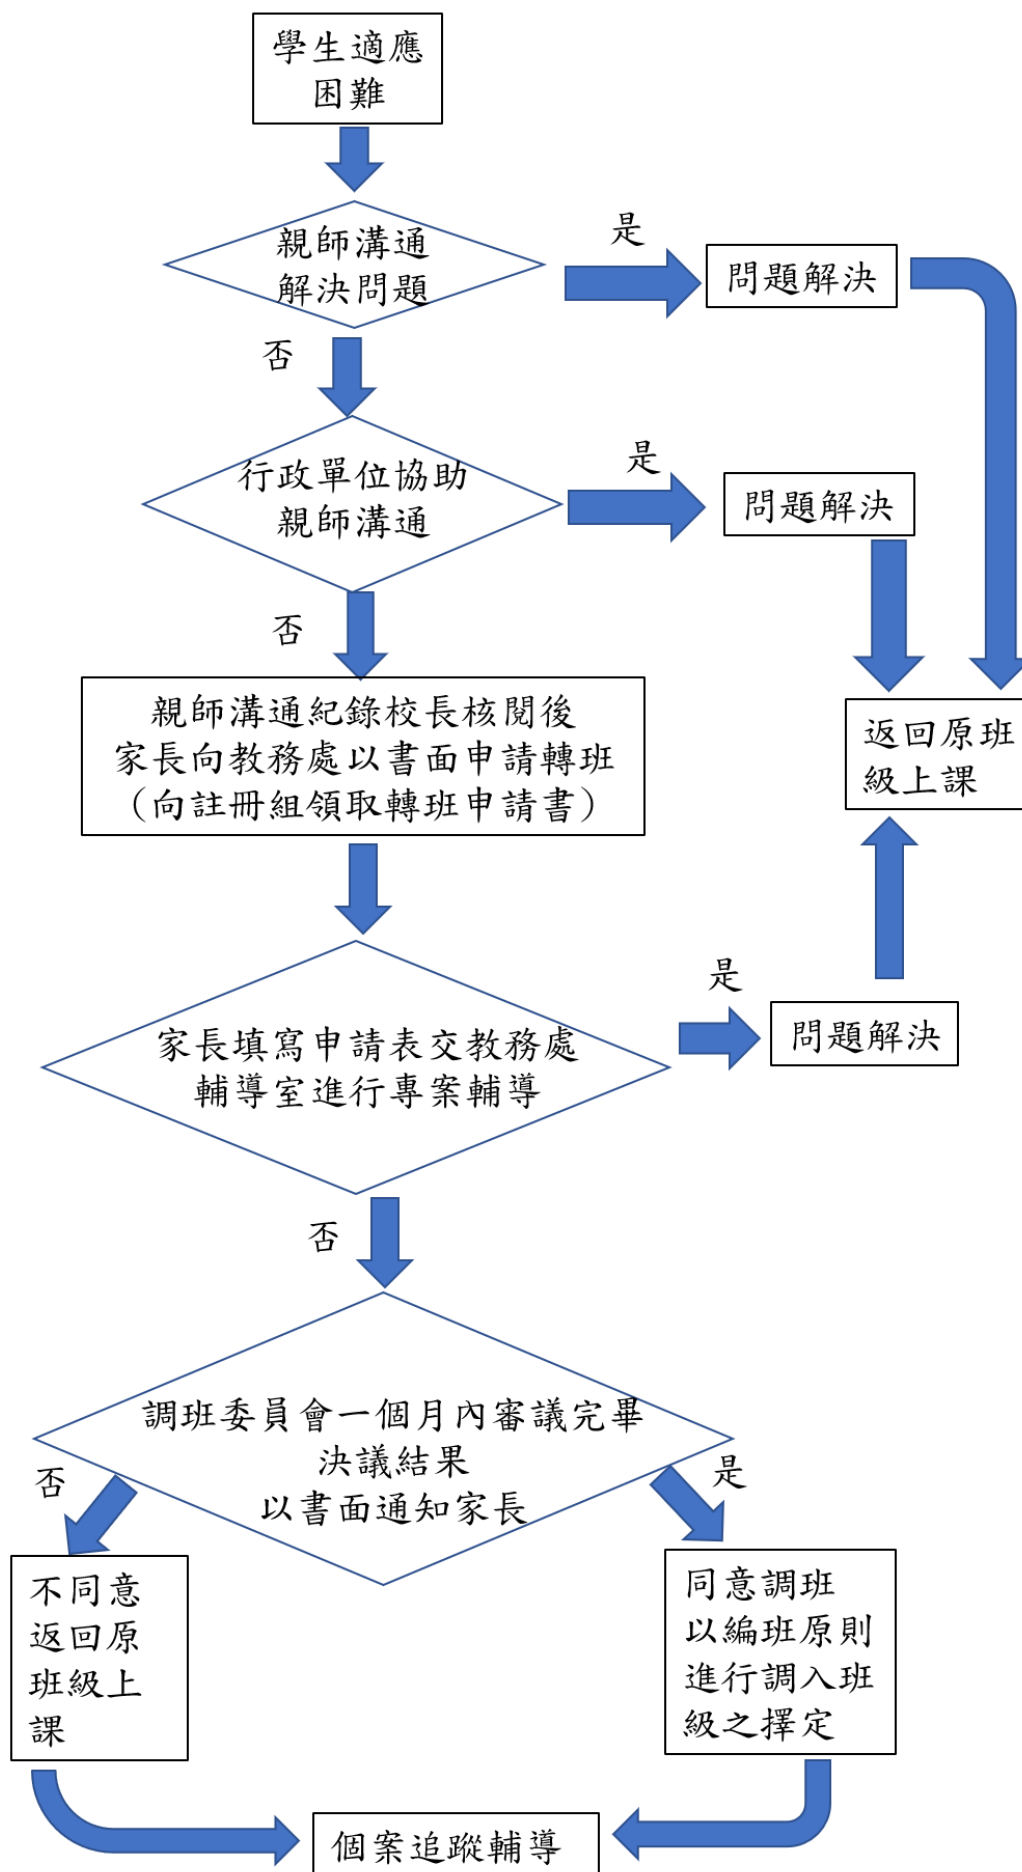 學生適應
困難
親師溝通
解決問題
是
問題解決
否
行政單位協助
親師溝通
是
問題解決
否
親師溝通紀錄校長核閱後
家長向教務處以書面申請轉班
（向註冊組領取轉班申請書）
返回原班
級上課
家長填寫申請表交教務處
輔導室進行專案輔導
是
問題解決
否
調班委員會一個月內審議完畢
決議結果
以書面通知家長
否
是
不同意
返回原
班級上
課
同意調班
以編班原則
進行調入班
級之擇定
個案追蹤輔導